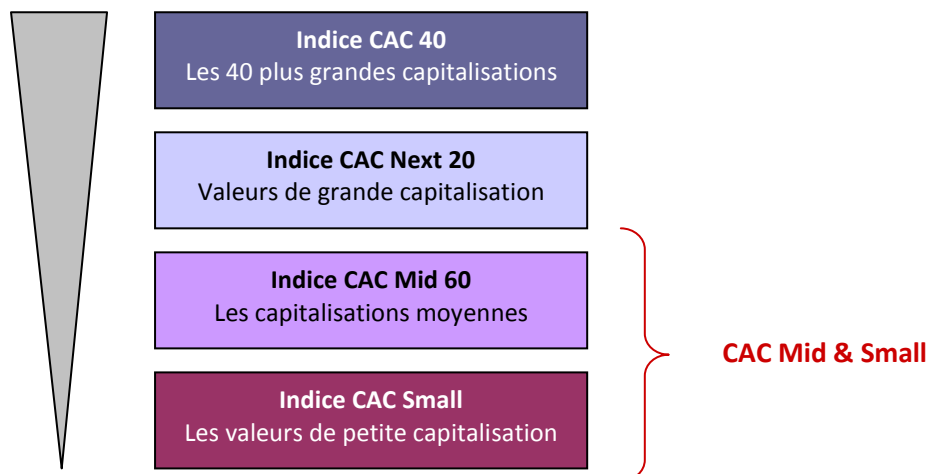 Indice CAC 40
Les 40 plus grandes capitalisations
Indice CAC Next 20
Valeurs de grande capitalisation
Indice CAC Mid 60
Les capitalisations moyennes
CAC Mid & Small
Indice CAC Small
Les valeurs de petite capitalisation